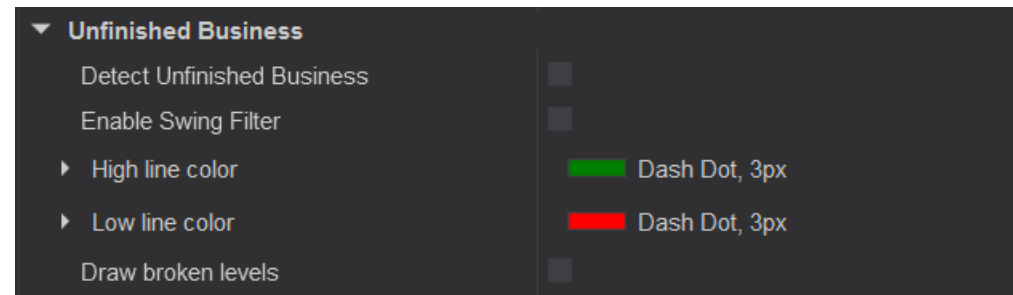 Unfinished Business
Detect Unfinished Business
Enable Swing Filter
High line color Dash Dot, 3px
Low line color Dash Dot, 3px
Draw broken levels